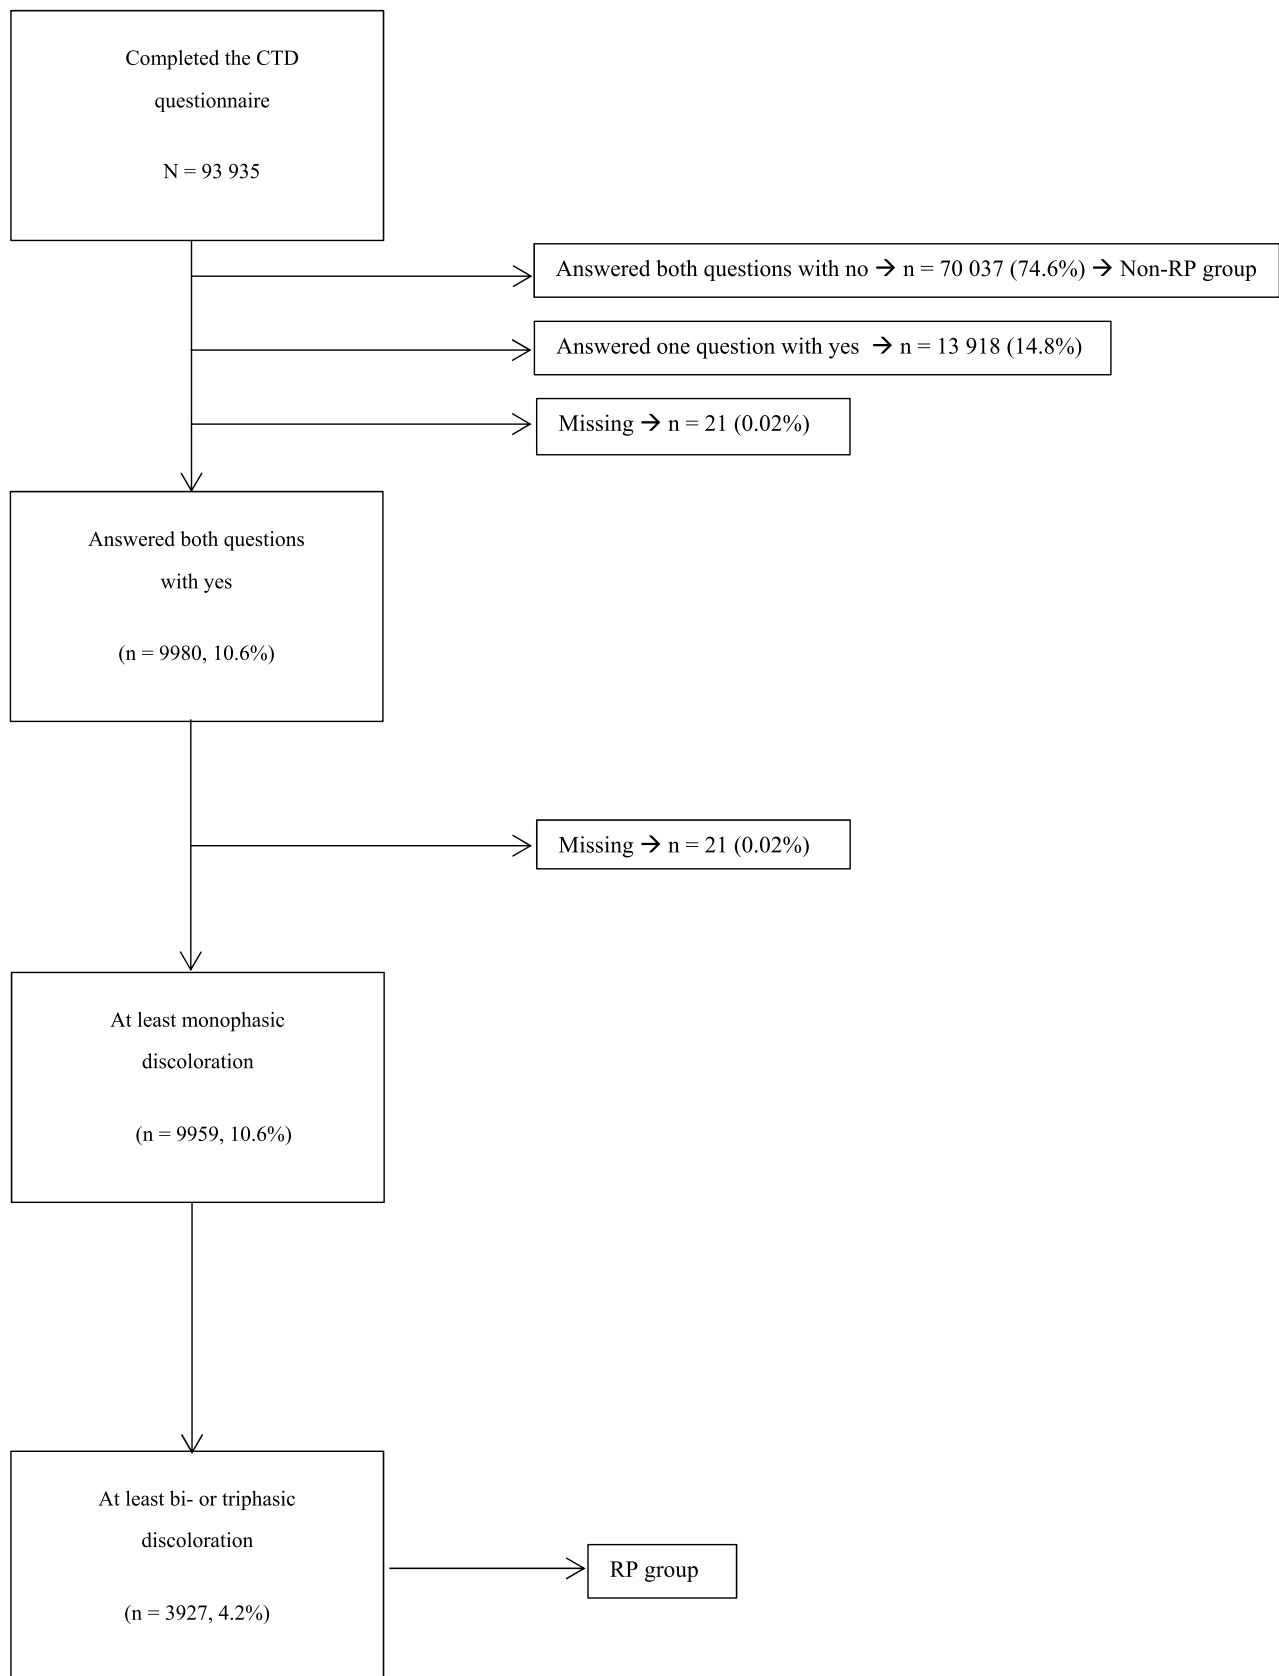 Completed the CTD
questionnaire
N = 93 935
Answered both questions with no → n = 70 037 (74.6%) → Non-RP group
Answered one question with yes → n = 13 918 (14.8%)
Missing → n = 21 (0.02%)
Answered both questions
with yes
(n = 9980, 10.6%)
Missing → n = 21 (0.02%)
At least monophasic
discoloration
(n = 9959, 10.6%)
At least bi- or triphasic
discoloration
(n = 3927, 4.2%)
RP group